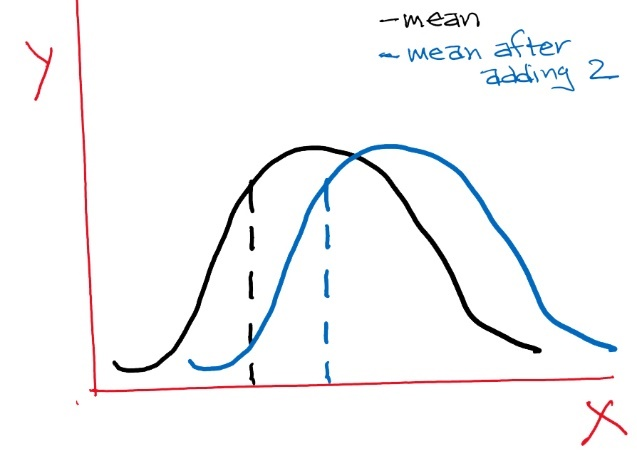 - mean
- mean after
adding 2
Y
X